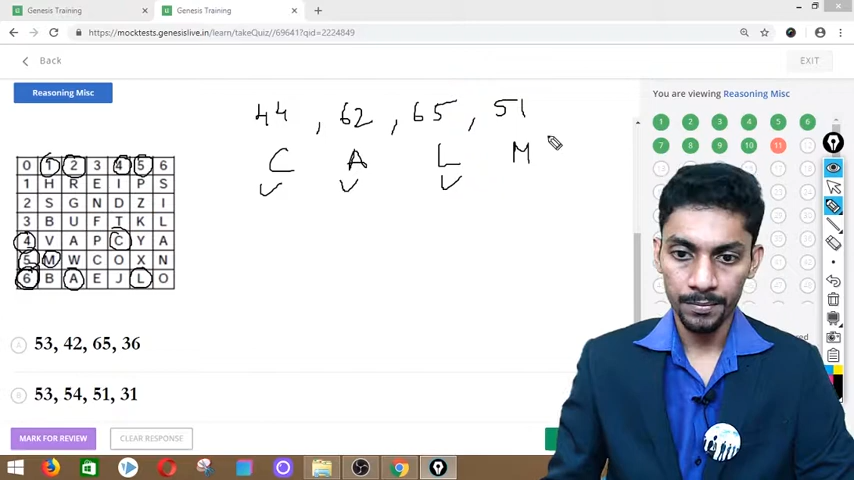 Genesis Training
Genesis Training
https://mocktests.genesislive.in/learn/takeQuiz//69641?qid=2224849
Back
EXIT
Reasoning Misc
You are viewing Reasoning Misc
44 , 62 , 65 , 51
C A L M
0 1 2 3 4 5 6
1 H R E I P S
2 S G N D Z I
3 B U F T K L
4 V A P C Y A
5 M W C O X N
6 B A E J L O
1 2 3 4 5 6
7 8 9 10 11
A 53, 42, 65, 36
B 53, 54, 51, 31
MARK FOR REVIEW
CLEAR RESPONSE